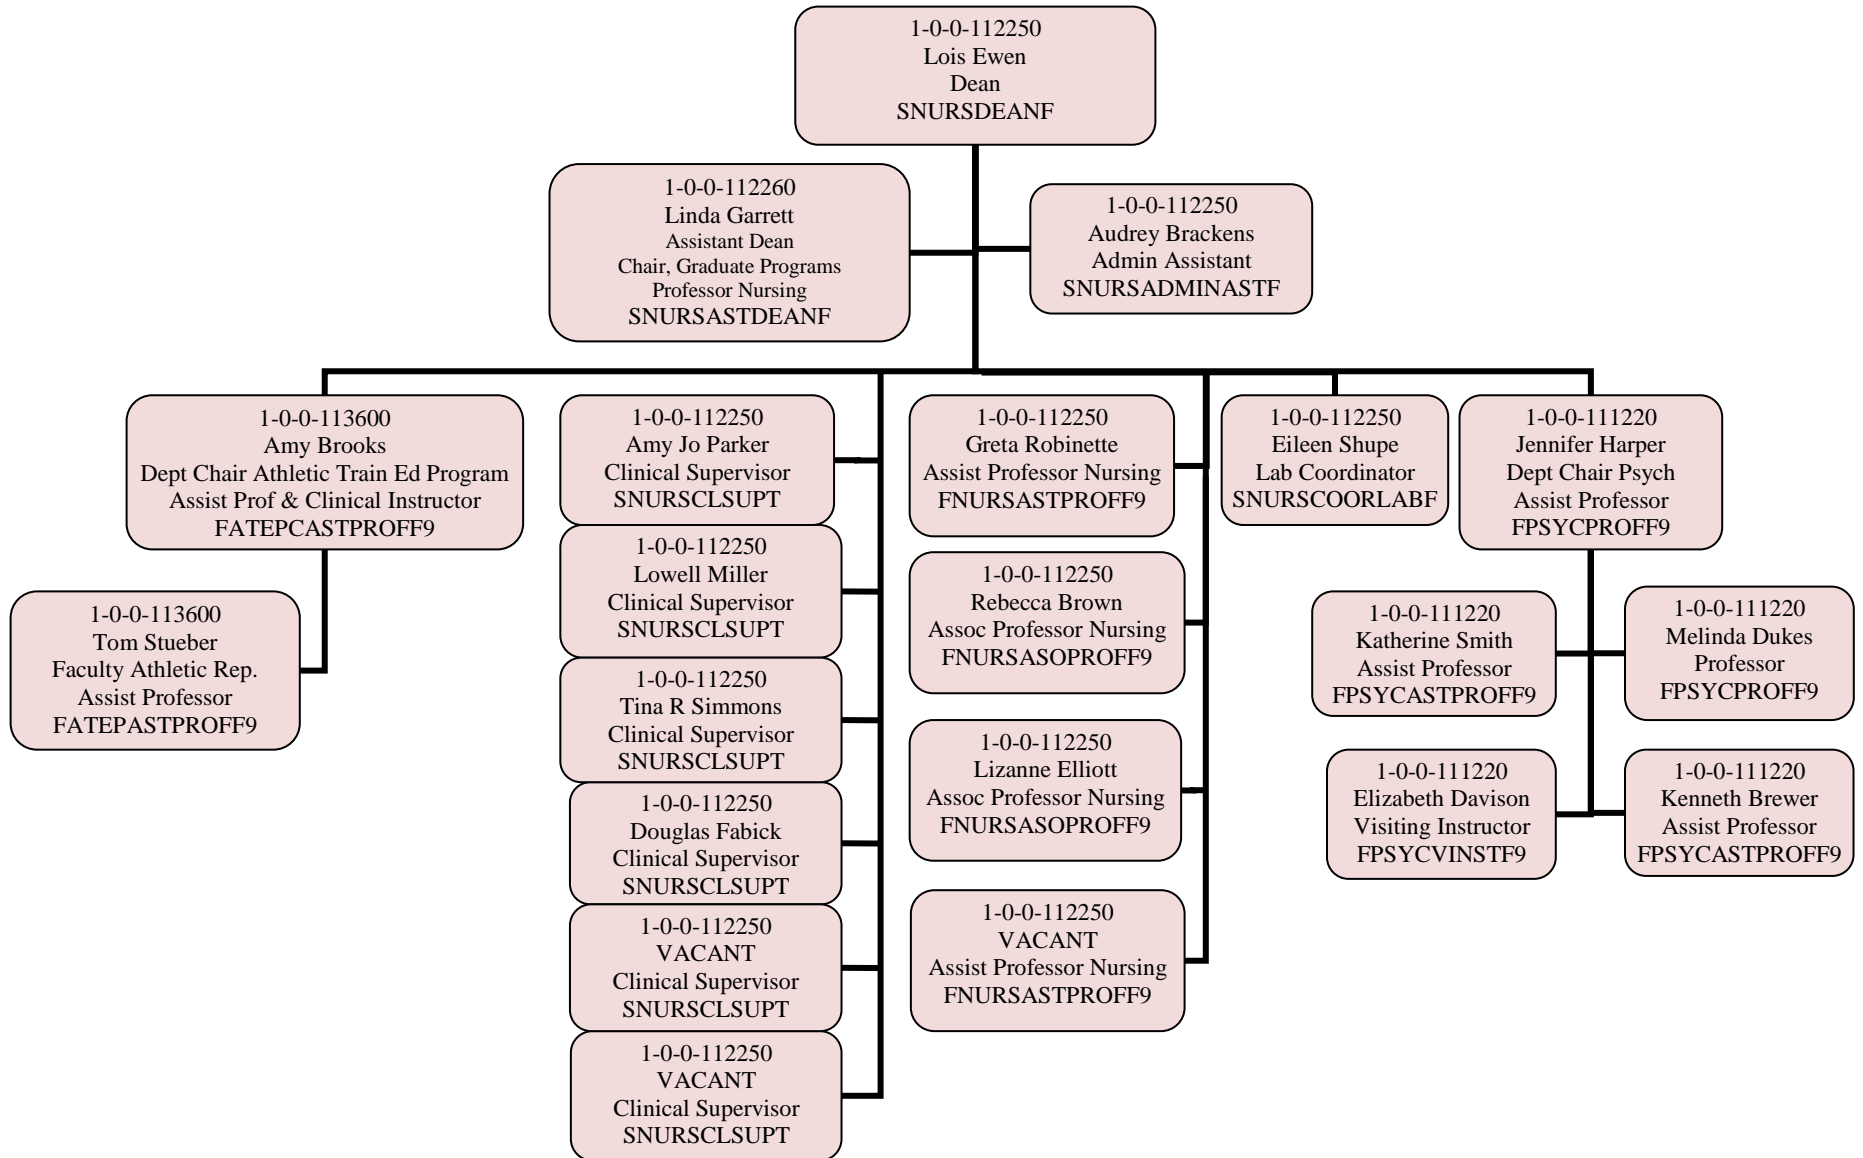 1-0-0-112250
Lois Ewen
Dean
SNURSDEANF
1-0-0-112260
Linda Garrett
Assistant Dean
Chair, Graduate Programs
Professor Nursing
SNURSASTDEANF
1-0-0-112250
Audrey Brackens
Admin Assistant
SNURSADMINASTF
1-0-0-113600
Amy Brooks
Dept Chair Athletic Train Ed Program
Assist Prof & Clinical Instructor
FATEPCASTPROFF9
1-0-0-113600
Tom Stueber
Faculty Athletic Rep.
Assist Professor
FATEPASTPROFF9
1-0-0-112250
Amy Jo Parker
Clinical Supervisor
SNURSCLSUPT
1-0-0-112250
Lowell Miller
Clinical Supervisor
SNURSCLSUPT
1-0-0-112250
Tina R Simmons
Clinical Supervisor
SNURSCLSUPT
1-0-0-112250
Douglas Fabick
Clinical Supervisor
SNURSCLSUPT
1-0-0-112250
VACANT
Clinical Supervisor
SNURSCLSUPT
1-0-0-112250
VACANT
Clinical Supervisor
SNURSCLSUPT
1-0-0-112250
Greta Robinette
Assist Professor Nursing
FNURSASTPROFF9
1-0-0-112250
Rebecca Brown
Assoc Professor Nursing
FNURSASOPROFF9
1-0-0-112250
Lizanne Elliott
Assoc Professor Nursing
FNURSASOPROFF9
1-0-0-112250
VACANT
Assist Professor Nursing
FNURSASTPROFF9
1-0-0-112250
Eileen Shupe
Lab Coordinator
SNURSCOORLABF
1-0-0-111220
Jennifer Harper
Dept Chair Psych
Assist Professor
FPSYCPROFF9
1-0-0-111220
Katherine Smith
Assist Professor
FPSYCASTPROFF9
1-0-0-111220
Melinda Dukes
Professor
FPSYCPROFF9
1-0-0-111220
Elizabeth Davison
Visiting Instructor
FPSYCVINSTF9
1-0-0-111220
Kenneth Brewer
Assist Professor
FPSYCASTPROFF9